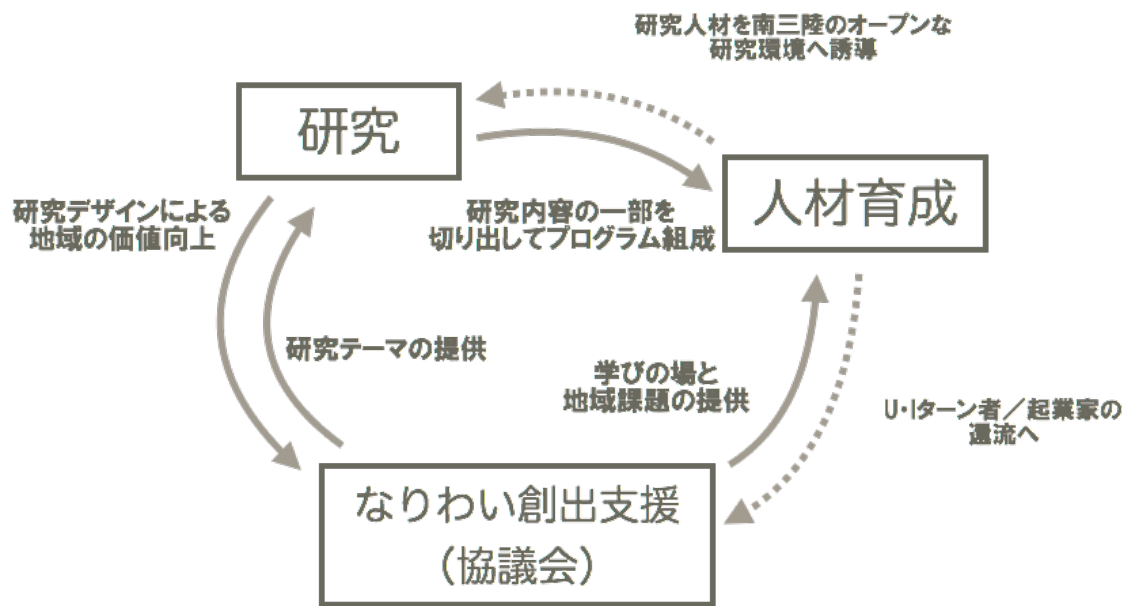 研究人材を南三陸のオープンな
研究環境へ誘導
研究
人材育成
研究デザインによる
地域の価値向上
研究内容の一部を
切り出してプログラム組成
研究テーマの提供
学びの場と
地域課題の提供
U・Iターン者／起業家の
還流へ
なりわい創出支援
（協議会）